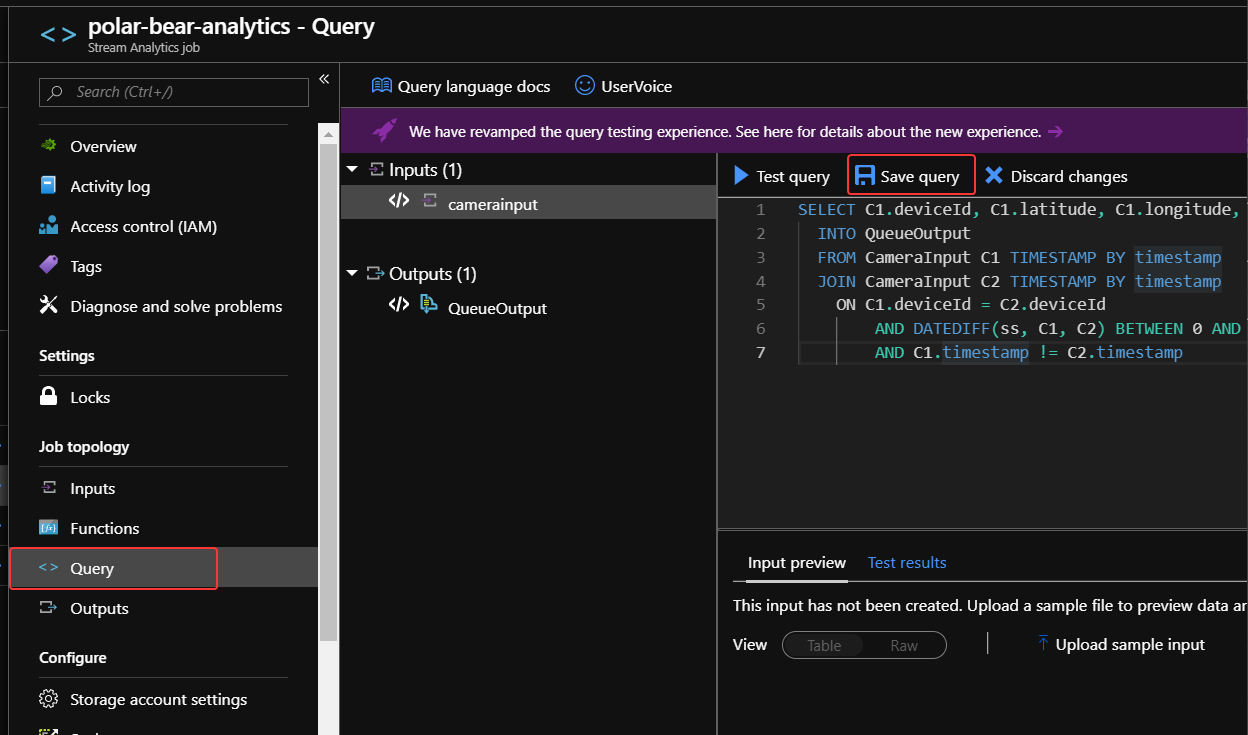 polar-bear-analytics - Query
Stream Analytics job
Search (Ctrl+/)
Overview
Activity log
Access control (IAM)
Tags
Diagnose and solve problems
Settings
Locks
Job topology
Inputs
Functions
Query
Outputs
Configure
Storage account settings
Query language docs
UserVoice
We have revamped the query testing experience. See here for details about the new experience.
Inputs (1)
camerainput
Outputs (1)
QueueOutput
Test query
Save query
Discard changes
1 SELECT C1.deviceId, C1.latitude, C1.longitude,
2 INTO QueueOutput
3 FROM CameraInput C1 TIMESTAMP BY timestamp
4 JOIN CameraInput C2 TIMESTAMP BY timestamp
5 ON C1.deviceId = C2.deviceId
6 AND DATEDIFF(ss, C1, C2) BETWEEN 0 AND
7 AND C1.timestamp != C2.timestamp
Input preview
Test results
This input has not been created. Upload a sample file to preview data
View
Table
Raw
Upload sample input